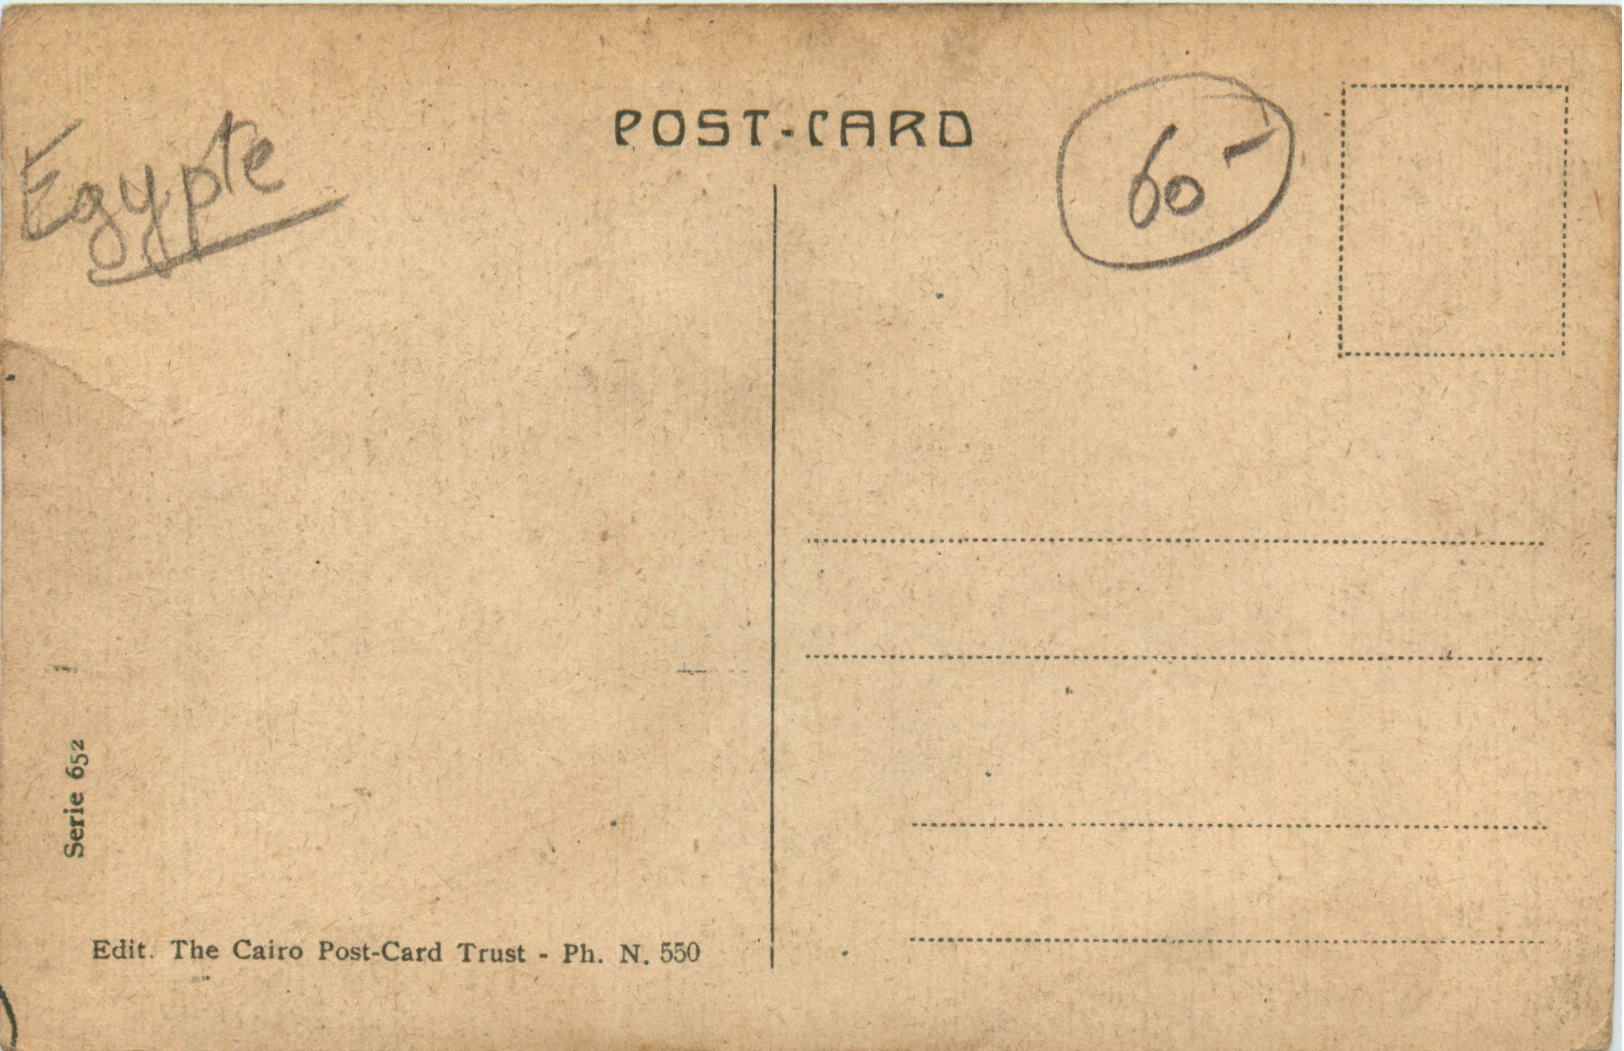 Egypte
POST-CARD
60-
Serie 652
Edit. The Cairo Post-Card Trust - Ph. N. 550